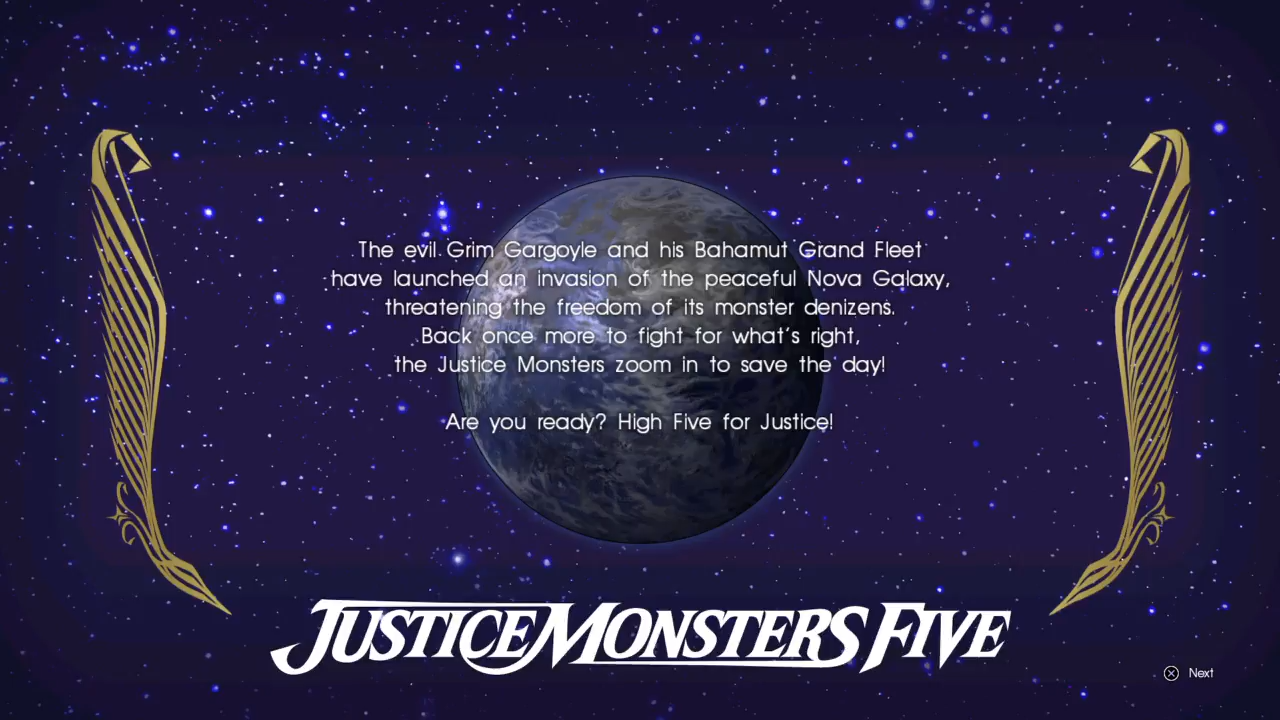 The evil Grim Gargoyle and his Bahamut Grand Fleet
have launched an invasion of the peaceful Nova Galaxy,
threatening the freedom of its monster denizens.
Back once more to fight for what's right,
the Justice Monsters zoom in to save the day!
Are you ready? High Five for Justice!
JUSTICE MONSTERS FIVE
Next